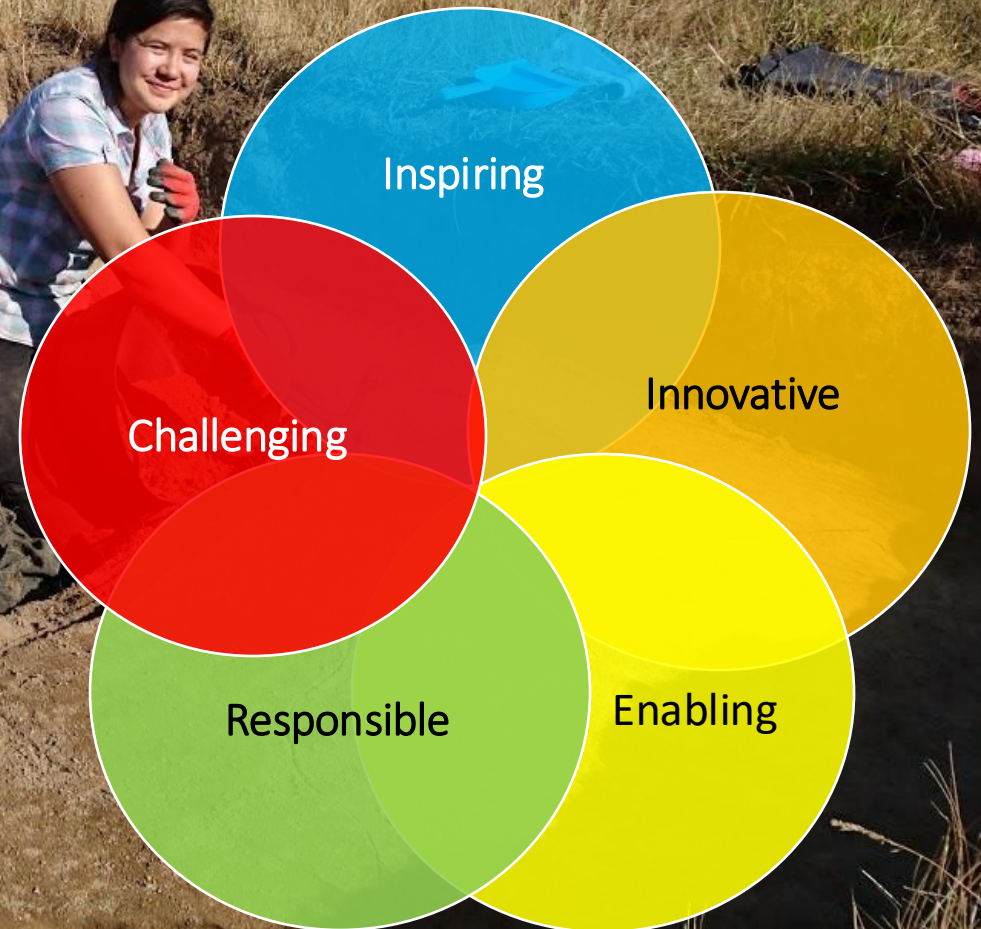 Inspiring
Innovative
Challenging
Enabling
Responsible